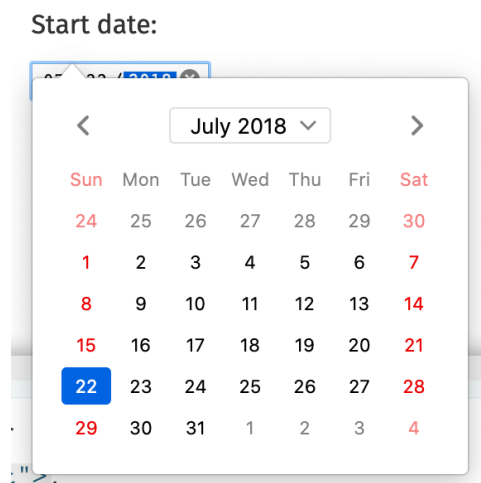 Start date:
2018
July 2018
Sun Mon Tue Wed Thu Fri Sat
24 25 26 27 28 29 30
1 2 3 4 5 6 7
8 9 10 11 12 13 14
15 16 17 18 19 20 21
22 23 24 25 26 27 28
29 30 31 1 2 3 4
">.